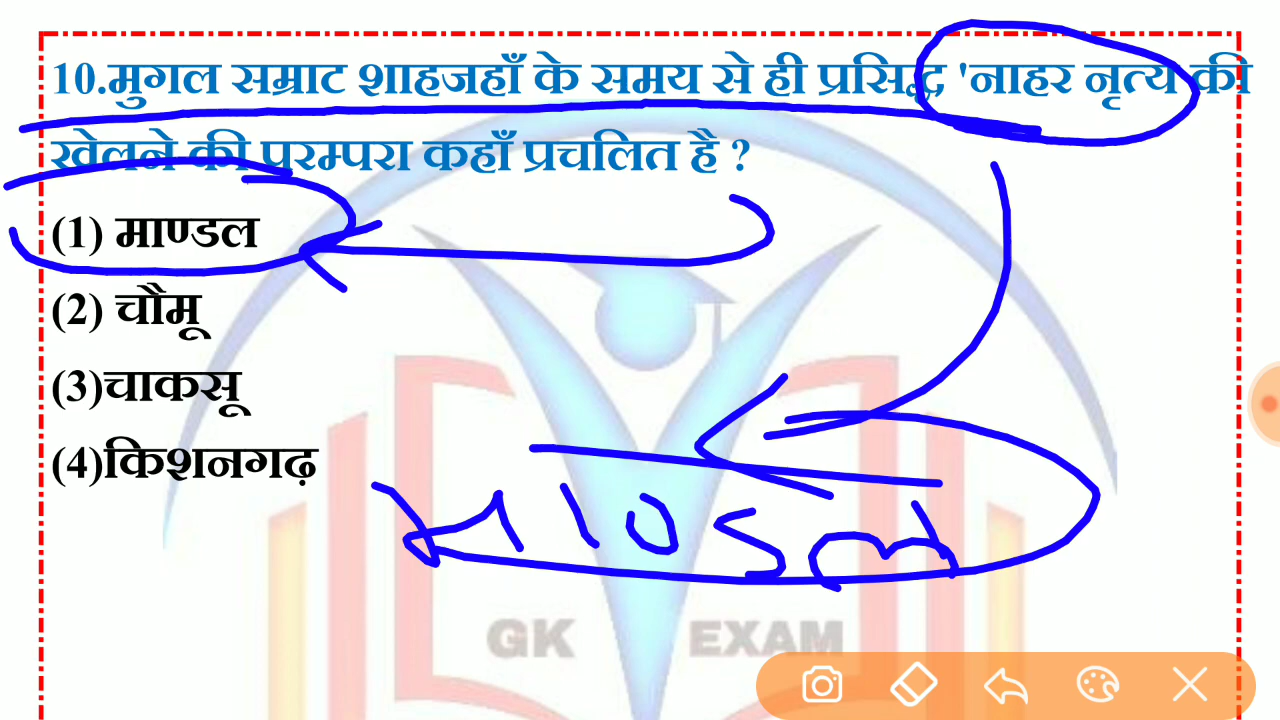 10.मुगल सम्राट शाहजहाँ के समय से ही प्रसिद्ध 'नाहर नृत्य की
खेलने की परम्परा कहाँ प्रचलित है ?
(1) माण्डल
(2) चौमू
(3)चाकसू
(4)किशनगढ़
माण्डल
GK EXAM